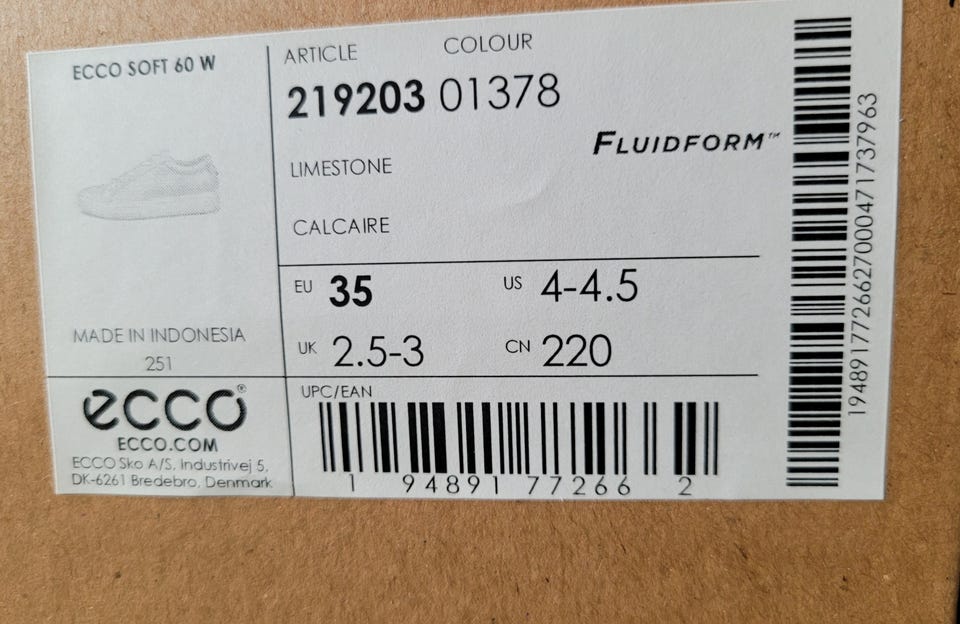 ECCO SOFT 60 W
ARTICLE COLOUR
219203 01378
FLUIDFORM™
LIMESTONE
CALCAIRE
EU 35 US 4-4.5
UK 2.5-3 CN 220
MADE IN INDONESIA
251
ecco®
ECCO.COM
ECCO Sko A/S, Industrivej 5,
DK-6261 Bredebro, Denmark
UPC/EAN
1 94891 77266 2
194891772662700047​1737963